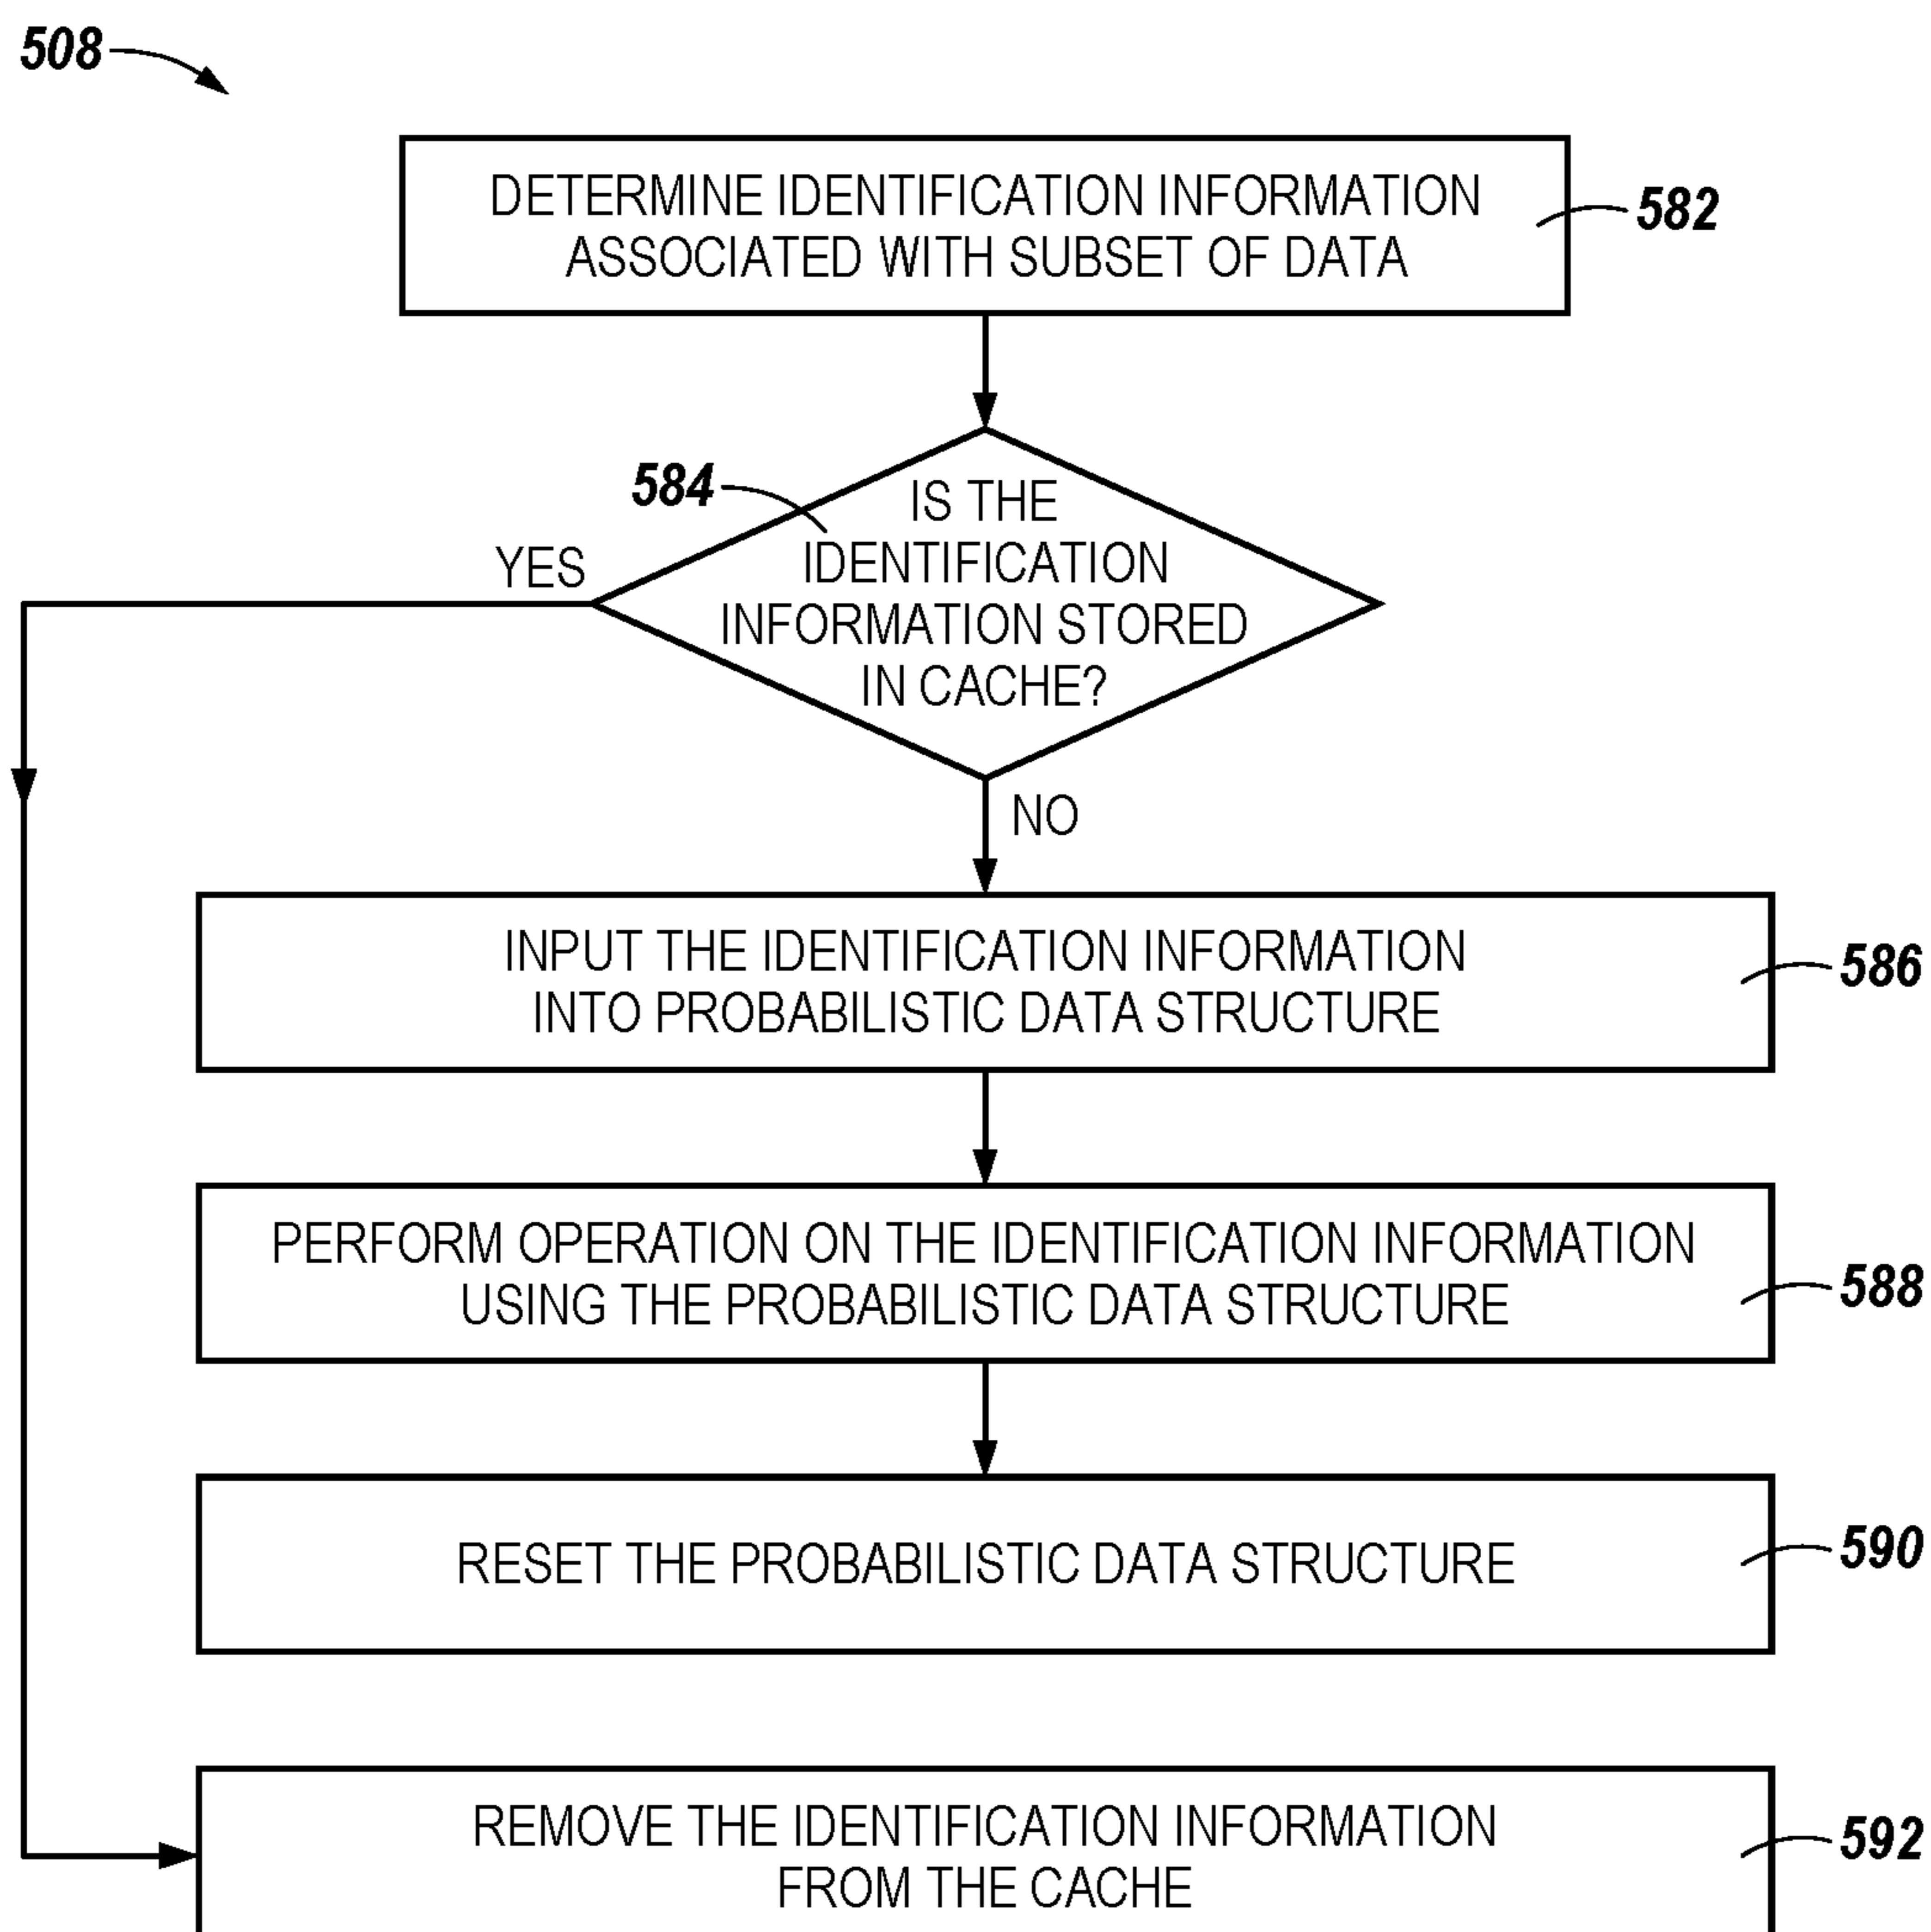 508
DETERMINE IDENTIFICATION INFORMATION
ASSOCIATED WITH SUBSET OF DATA
582
584
IS THE
IDENTIFICATION
INFORMATION STORED
IN CACHE?
YES
NO
INPUT THE IDENTIFICATION INFORMATION
INTO PROBABILISTIC DATA STRUCTURE
586
PERFORM OPERATION ON THE IDENTIFICATION INFORMATION
USING THE PROBABILISTIC DATA STRUCTURE
588
RESET THE PROBABILISTIC DATA STRUCTURE
590
REMOVE THE IDENTIFICATION INFORMATION
FROM THE CACHE
592